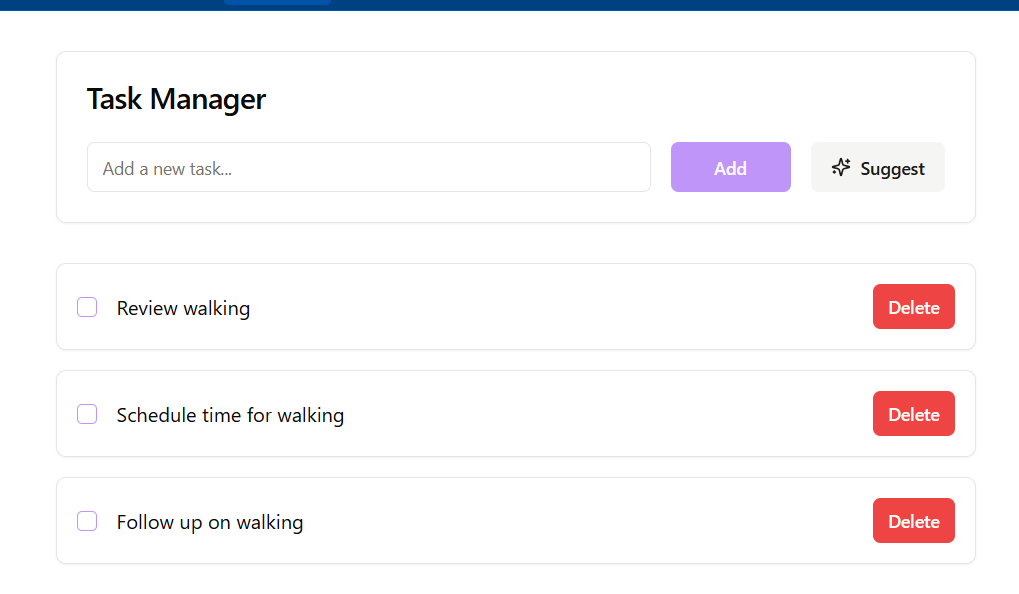 Task Manager
Add a new task...
Add
Suggest
Review walking
Delete
Schedule time for walking
Delete
Follow up on walking
Delete